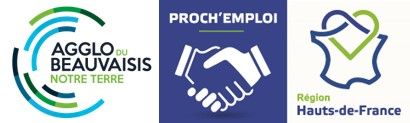 AGGLO DU
BEAUVAISIS
NOTRE TERRE
PROCH'EMPLOI
Région
Hauts-de-France